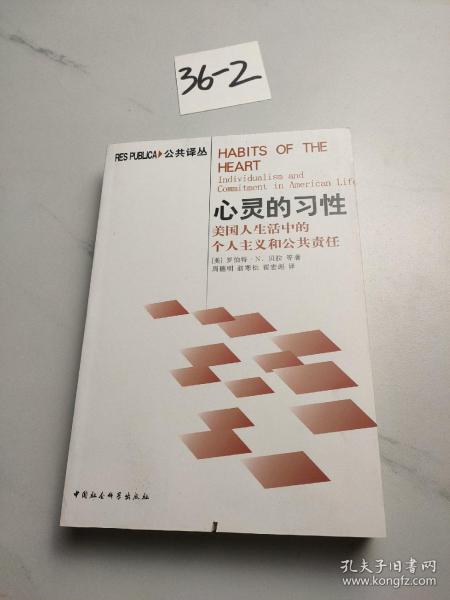 36-2
RES PUBLICA▶公共译丛
HABITS OF THE
HEART
Individualism and
Commitment in American Life
心灵的习性
美国人生活中的
个人主义和公共责任
[美] 罗伯特·N. 贝拉 等著
周穗明 翁寒松 翟宏彪 译
中国社会科学出版社
孔夫子旧书网
www.kongfz.com